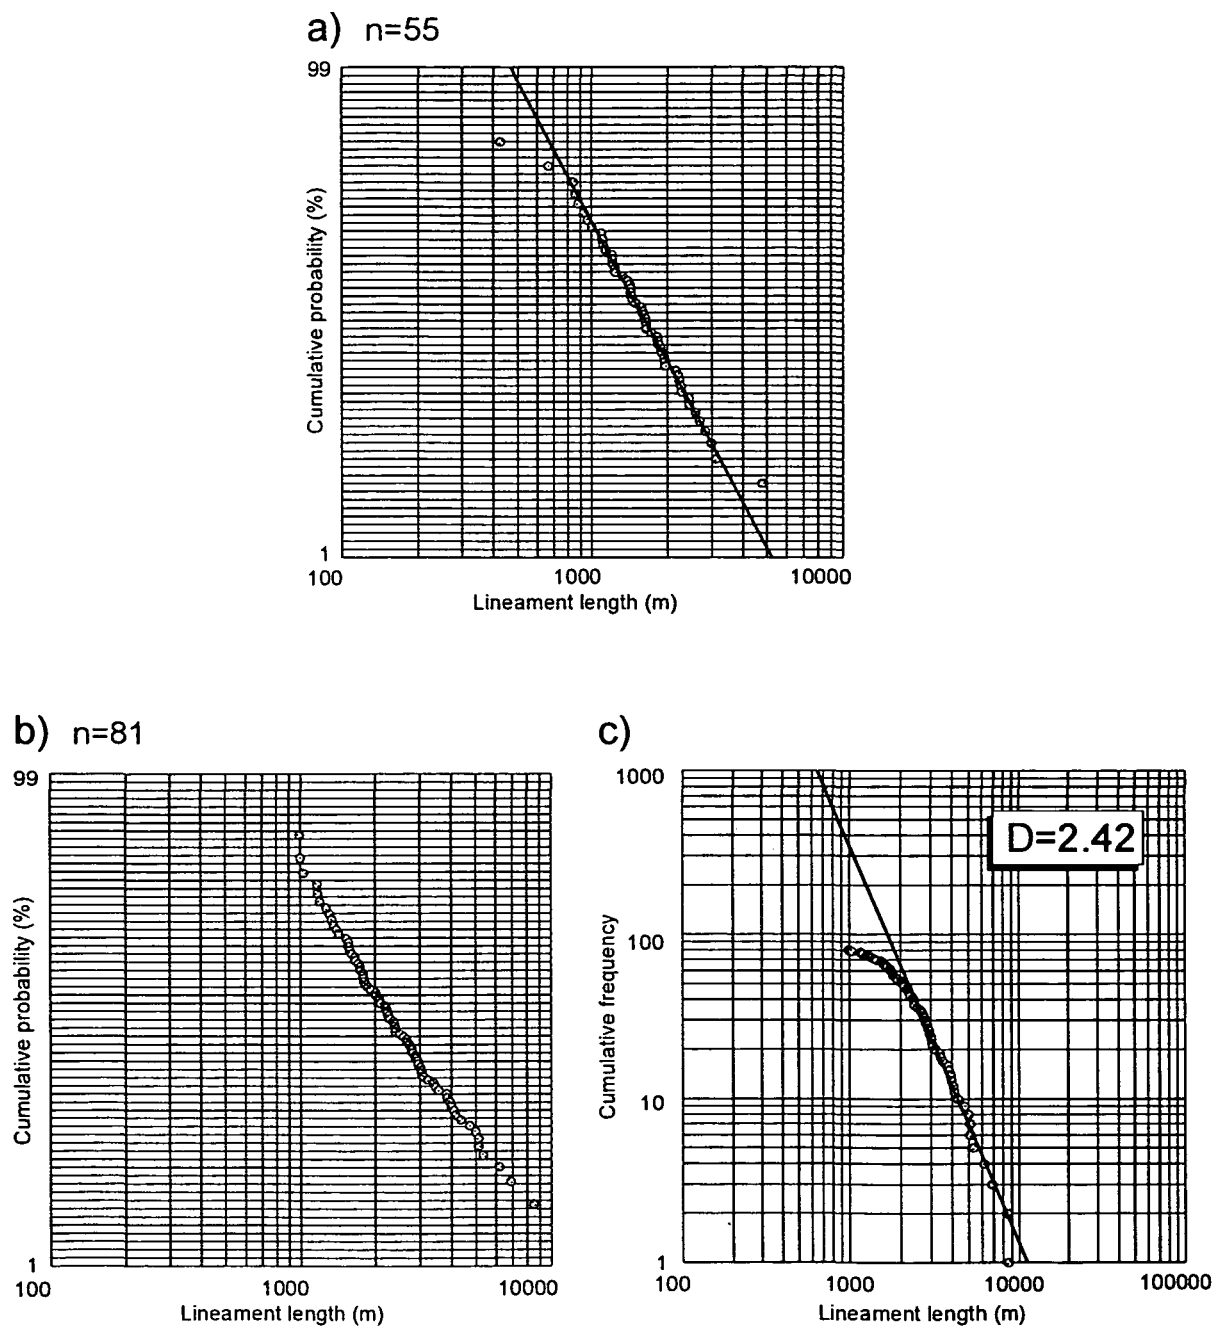 a) n=55
99
Cumulative probability (%)
1
100 1000 10000
Lineament length (m)
b) n=81
99
Cumulative probability (%)
1
100 1000 10000
Lineament length (m)
c)
1000
D=2.42
100
Cumulative frequency
10
1
100 1000 10000 100000
Lineament length (m)